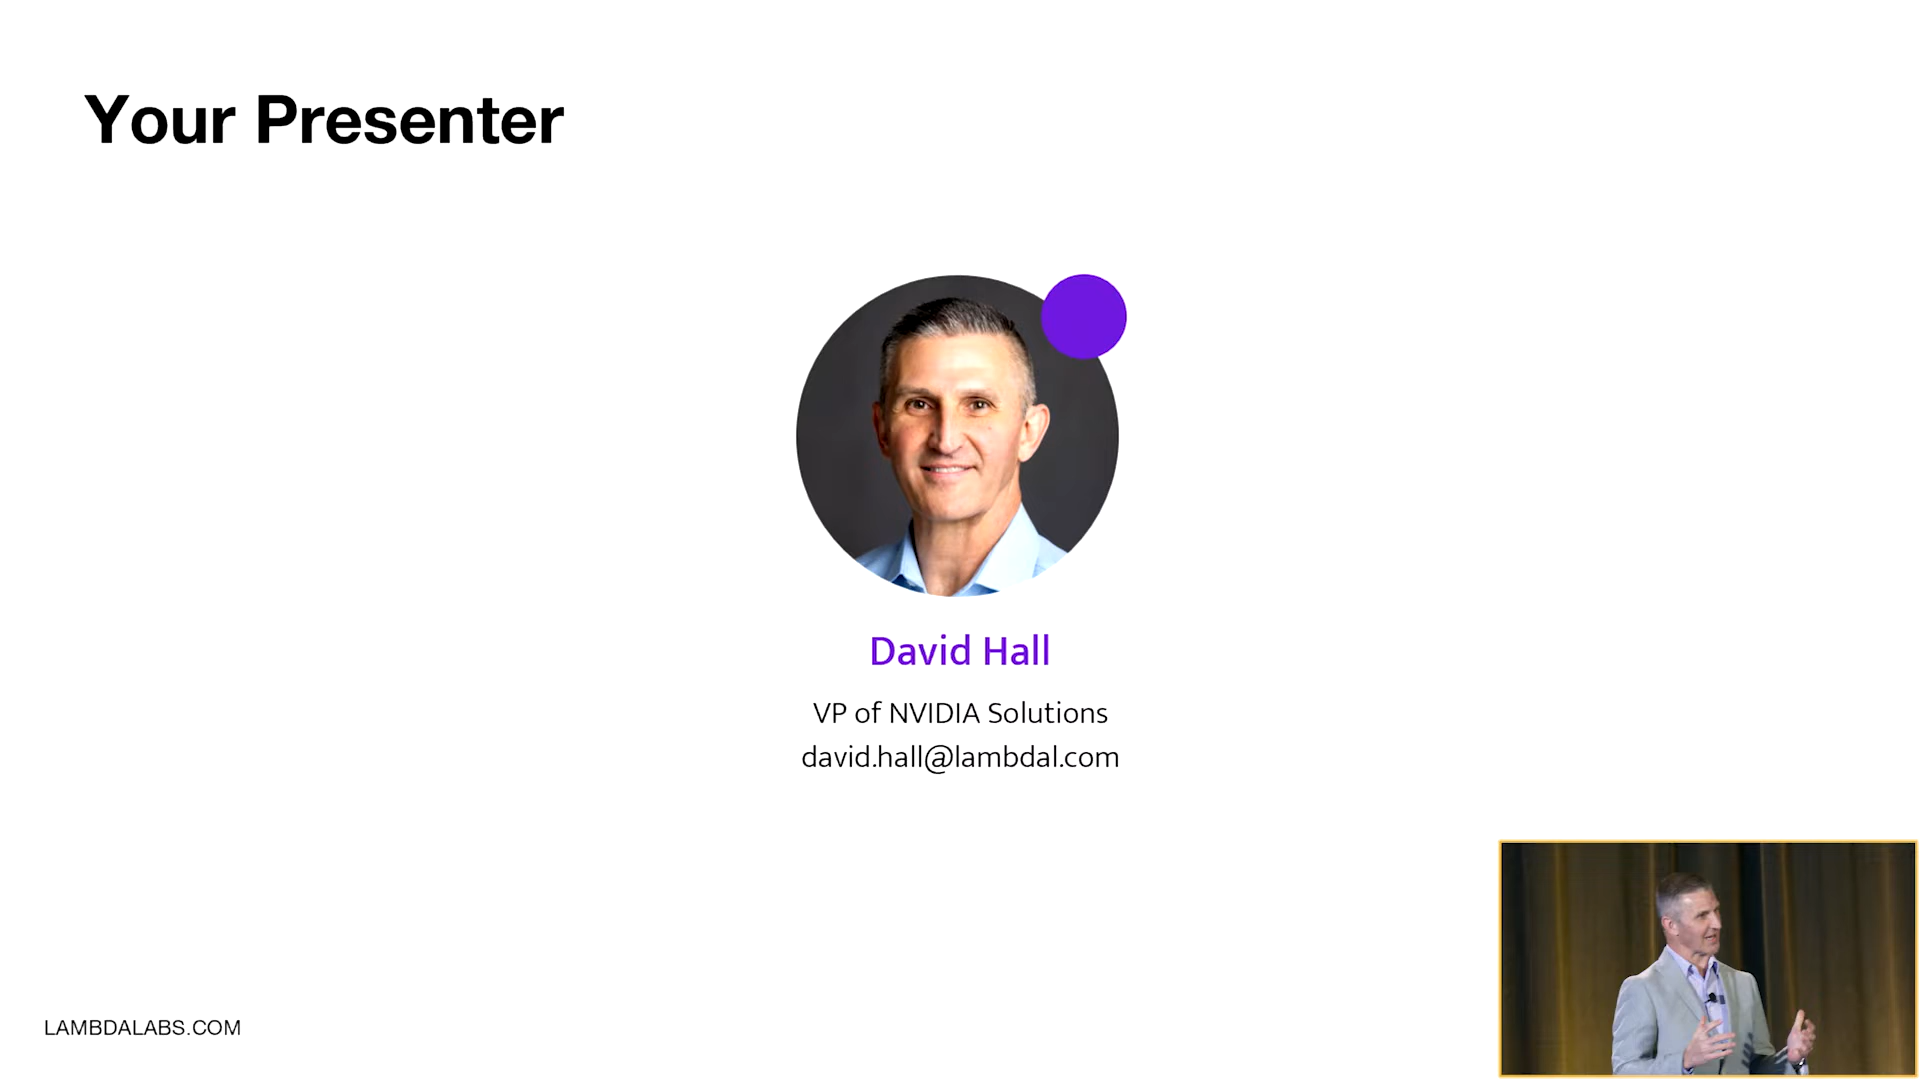 Your Presenter
David Hall
VP of NVIDIA Solutions
david.hall@lambdal.com
LAMBDALABS.COM